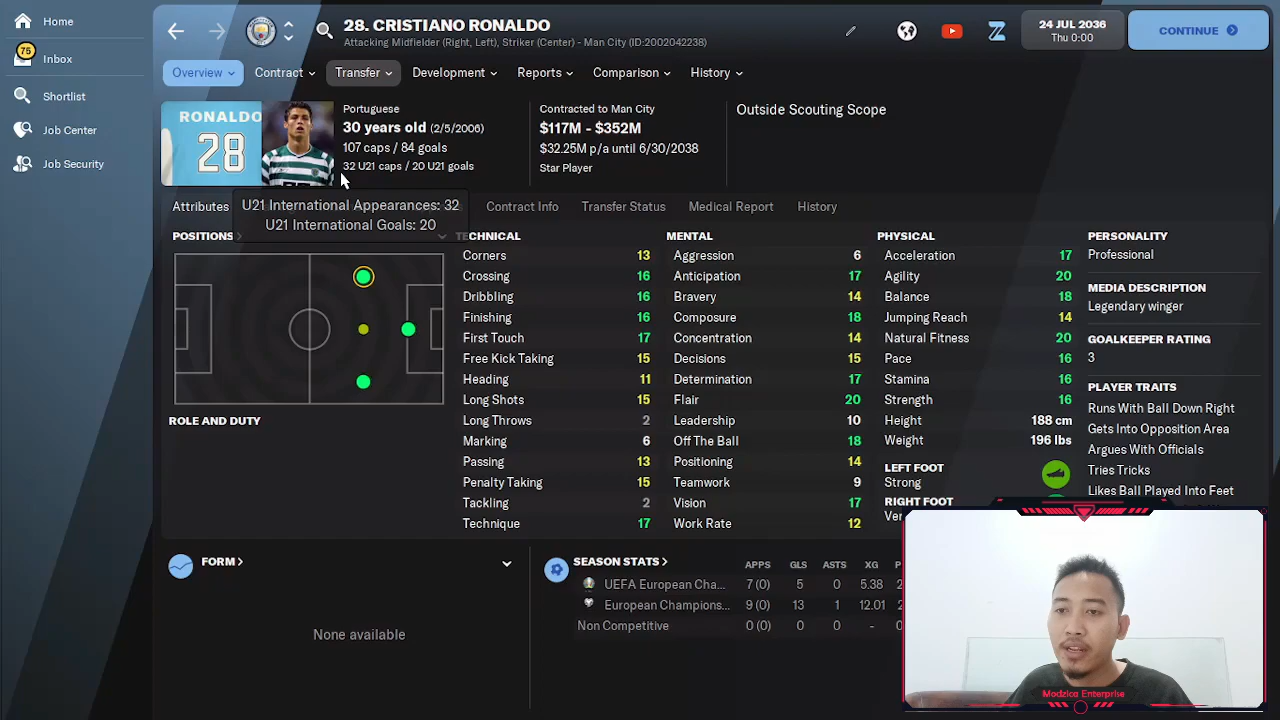 Home
75
Inbox
Shortlist
Job Center
Job Security
28. CRISTIANO RONALDO
Attacking Midfielder (Right, Left), Striker (Center) - Man City (ID:2002042238)
24 JUL 2036
Thu 0:00
CONTINUE
Overview
Contract
Transfer
Development
Reports
Comparison
History
RONALDO
28
Portuguese
30 years old (2/5/2006)
107 caps / 84 goals
32 U21 caps / 20 U21 goals
Contracted to Man City
$117M - $352M
$32.25M p/a until 6/30/2038
Star Player
Outside Scouting Scope
U21 International Appearances: 32
U21 International Goals: 20
Attributes
Contract Info
Transfer Status
Medical Report
History
POSITIONS
ROLE AND DUTY
TECHNICAL
Corners 13
Crossing 16
Dribbling 16
Finishing 16
First Touch 17
Free Kick Taking 15
Heading 11
Long Shots 15
Long Throws 2
Marking 6
Passing 13
Penalty Taking 15
Tackling 2
Technique 17
MENTAL
Aggression 6
Anticipation 17
Bravery 14
Composure 18
Concentration 14
Decisions 15
Determination 17
Flair 20
Leadership 10
Off The Ball 18
Positioning 14
Teamwork 9
Vision 17
Work Rate 12
PHYSICAL
Acceleration 17
Agility 20
Balance 18
Jumping Reach 14
Natural Fitness 20
Pace 16
Stamina 16
Strength 16
Height 188 cm
Weight 196 lbs
LEFT FOOT
Strong
RIGHT FOOT
PERSONALITY
Professional
MEDIA DESCRIPTION
Legendary winger
GOALKEEPER RATING
3
PLAYER TRAITS
Runs With Ball Down Right
Gets Into Opposition Area
Argues With Officials
Tries Tricks
Likes Ball Played Into Feet
FORM
None available
SEASON STATS APPS GLS ASTS XG
UEFA European Cha... 7 (0) 5 0 5.38
European Champions... 9 (0) 13 1 12.01
Non Competitive 0 (0) 0 0 -
Modzica Enterprise